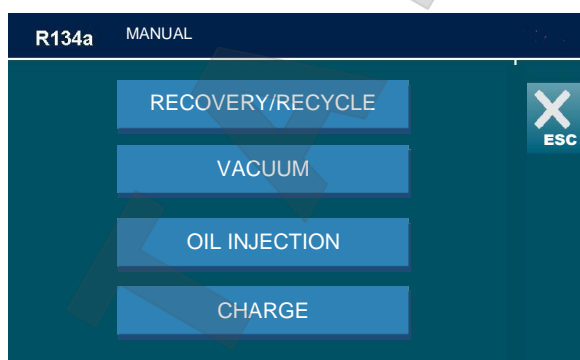 R134a MANUAL
RECOVERY/RECYCLE
ESC
VACUUM
OIL INJECTION
CHARGE